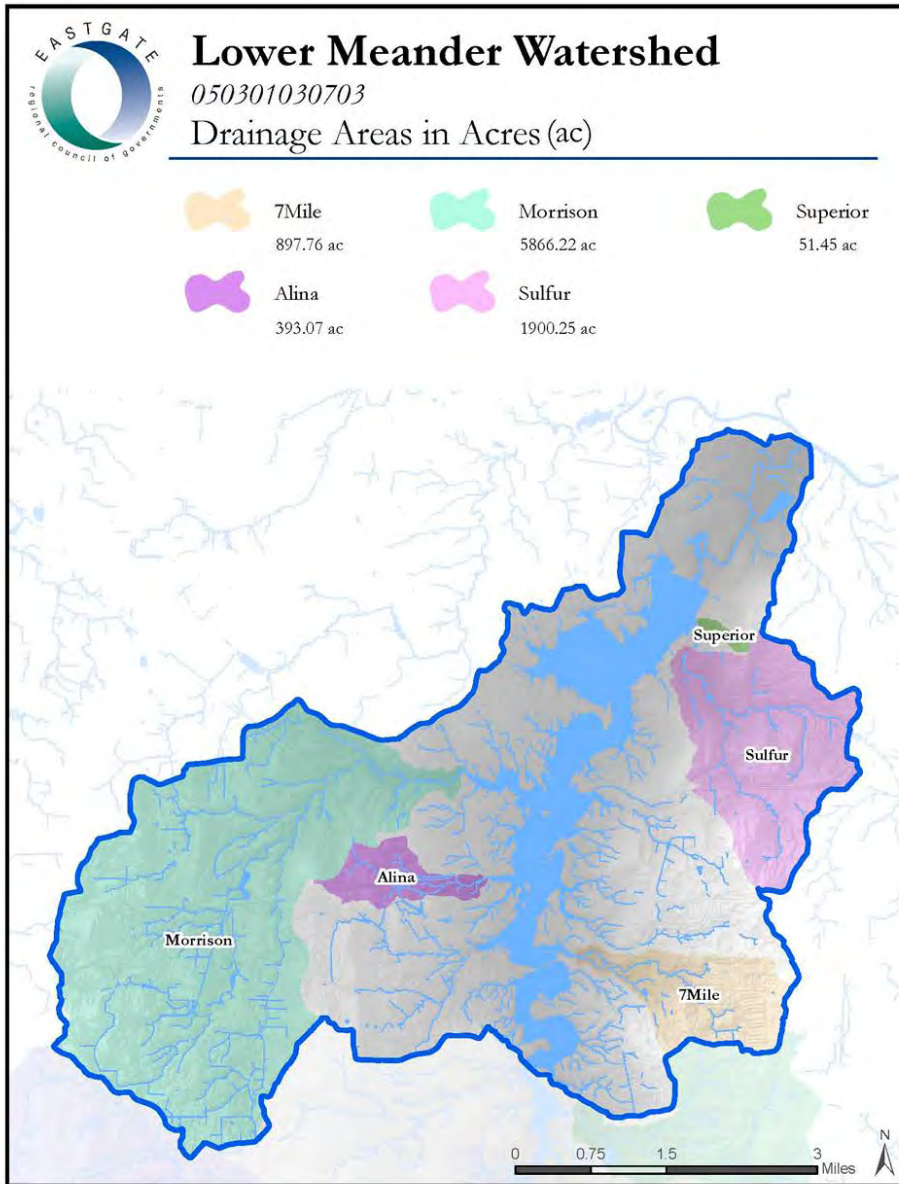 EASTGATE
regional council of governments
Lower Meander Watershed
050301030703
Drainage Areas in Acres (ac)
7Mile
897.76 ac
Morrison
5866.22 ac
Superior
51.45 ac
Alina
393.07 ac
Sulfur
1900.25 ac
Superior
Sulfur
Alina
Morrison
7Mile
N
0 0.75 1.5 3
Miles